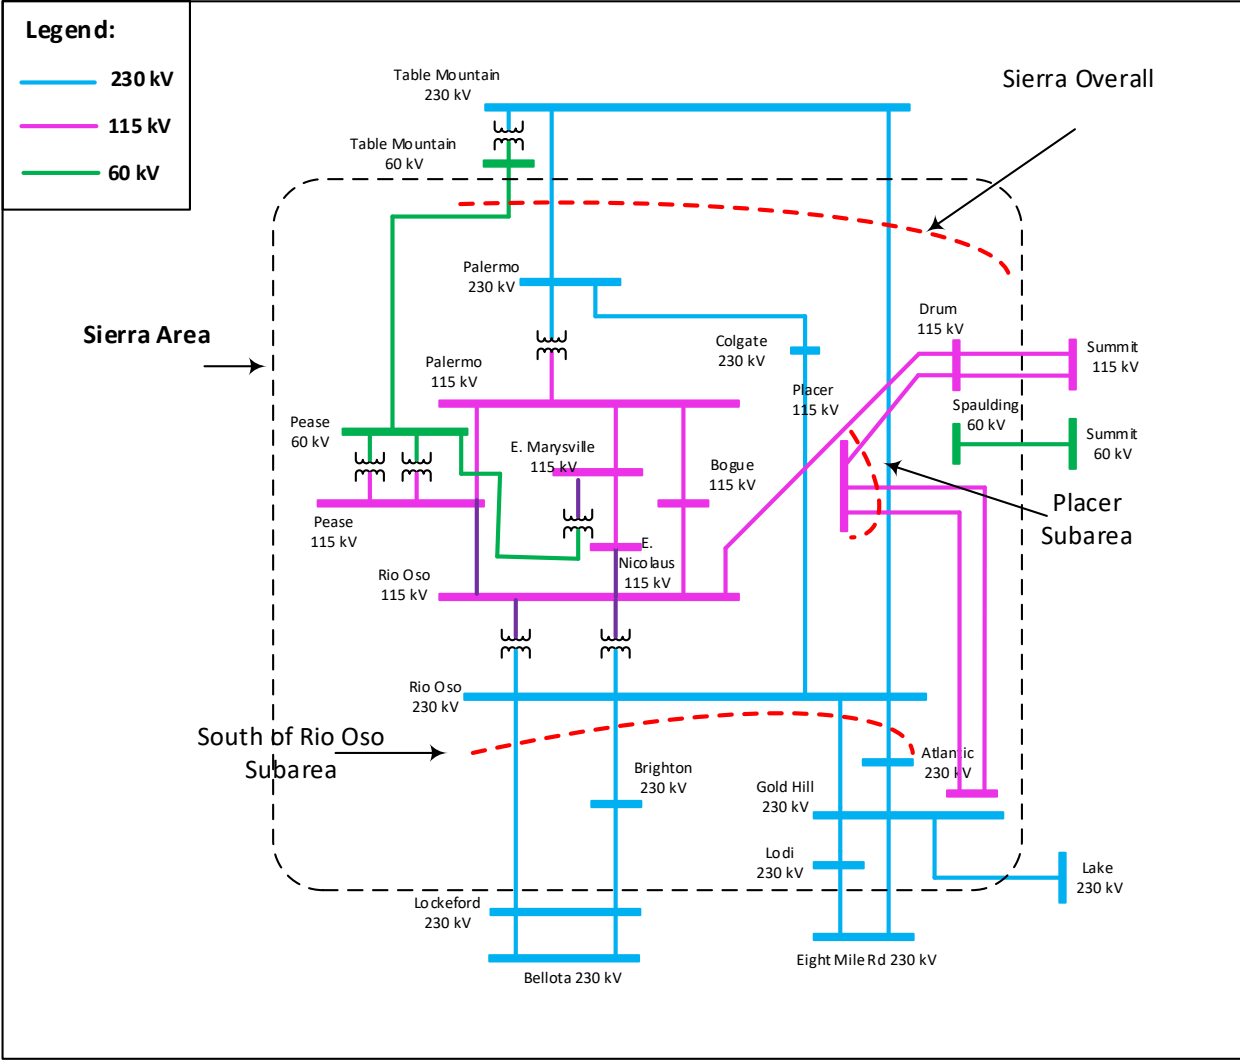 Legend:
230 kV
115 kV
60 kV
Table Mountain
230 kV
Sierra Overall
Table Mountain
60 kV
Palermo
230 kV
Drum
115 kV
Sierra Area
Colgate
230 kV
Summit
115 kV
Palermo
115 kV
Placer
115 kV
Spaulding
60 kV
Pease
60 kV
Summit
60 kV
E. Marysville
115 kV
Bogue
115 kV
Placer
Subarea
Pease
115 kV
E.
Nicolaus
115 kV
Rio Oso
115 kV
Rio Oso
230 kV
South of Rio Oso
Subarea
Atlantic
230 kV
Brighton
230 kV
Gold Hill
230 kV
Lodi
230 kV
Lake
230 kV
Lockeford
230 kV
Eight Mile Rd 230 kV
Bellota 230 kV